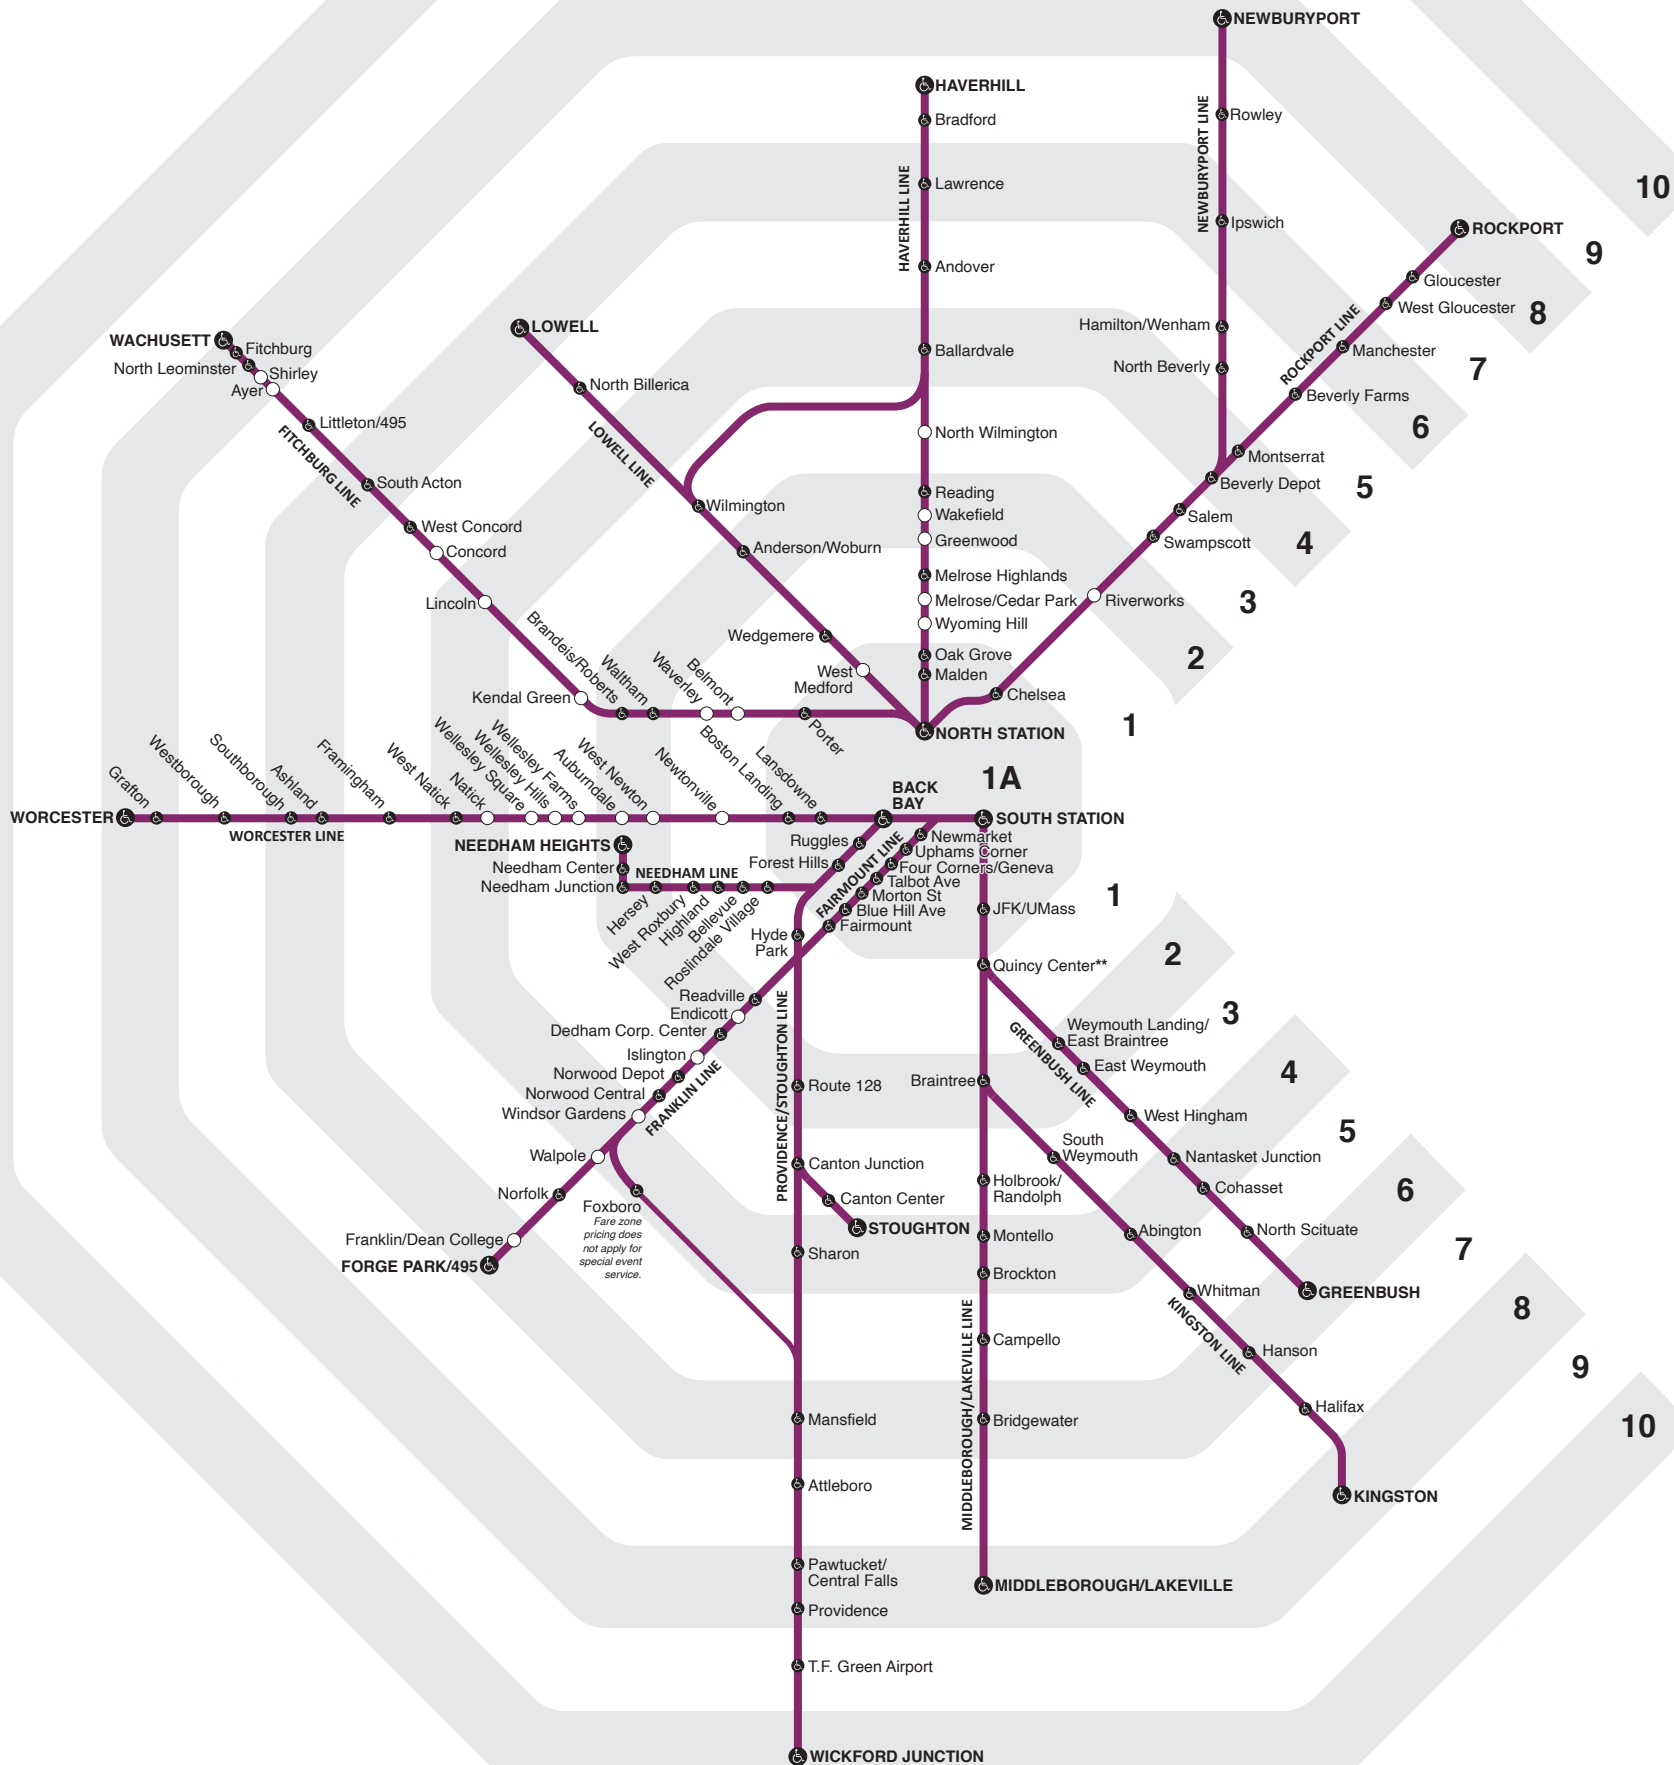 NEWBURYPORT
Rowley
NEWBURYPORT LINE
Ipswich
Hamilton/Wenham
North Beverly
HAVERHILL
Bradford
Lawrence
HAVERHILL LINE
Andover
Ballardvale
North Wilmington
Reading
Wakefield
Greenwood
Melrose Highlands
Melrose/Cedar Park
Wyoming Hill
Oak Grove
Malden
NORTH STATION
ROCKPORT
Gloucester
West Gloucester
ROCKPORT LINE
Manchester
Beverly Farms
Montserrat
Beverly Depot
Salem
Swampscott
Riverworks
Chelsea
10
9
8
7
6
5
4
3
2
1
1A
LOWELL
North Billerica
LOWELL LINE
Wilmington
Anderson/Woburn
Wedgemere
West
Medford
WACHUSETT
Fitchburg
North Leominster
Shirley
Ayer
Littleton/495
FITCHBURG LINE
South Acton
West Concord
Concord
Lincoln
Kendal Green
Brandeis/Roberts
Waltham
Waverley
Belmont
Porter
WORCESTER
Grafton
Westborough
Southborough
Ashland
Framingham
West Natick
Natick
Wellesley Square
Wellesley Hills
Wellesley Farms
Auburndale
West Newton
Newtonville
Boston Landing
Lansdowne
WORCESTER LINE
BACK
BAY
SOUTH STATION
NEEDHAM HEIGHTS
Needham Center
Needham Junction
NEEDHAM LINE
Hersey
West Roxbury
Highland
Bellevue
Roslindale Village
Ruggles
Forest Hills
Hyde
Park
FAIRMOUNT LINE
Newmarket
Uphams Corner
Four Corners/Geneva
Talbot Ave
Morton St
Blue Hill Ave
Fairmount
Readville
Endicott
Dedham Corp. Center
Islington
Norwood Depot
Norwood Central
Windsor Gardens
FRANKLIN LINE
Walpole
Norfolk
Franklin/Dean College
FORGE PARK/495
Foxboro
Fare zone
pricing does
not apply for
special event
service.
PROVIDENCE/STOUGHTON LINE
Route 128
Canton Junction
Canton Center
STOUGHTON
Sharon
Mansfield
Attleboro
Pawtucket/
Central Falls
Providence
T.F. Green Airport
WICKFORD JUNCTION
JFK/UMass
Quincy Center**
Braintree
Holbrook/
Randolph
Montello
Brockton
Campello
Bridgewater
MIDDLEBOROUGH/LAKEVILLE LINE
MIDDLEBOROUGH/LAKEVILLE
GREENBUSH LINE
Weymouth Landing/
East Braintree
East Weymouth
West Hingham
Nantasket Junction
Cohasset
North Scituate
GREENBUSH
South
Weymouth
Abington
Whitman
KINGSTON LINE
Hanson
Halifax
KINGSTON
1
2
3
4
5
6
7
8
9
10